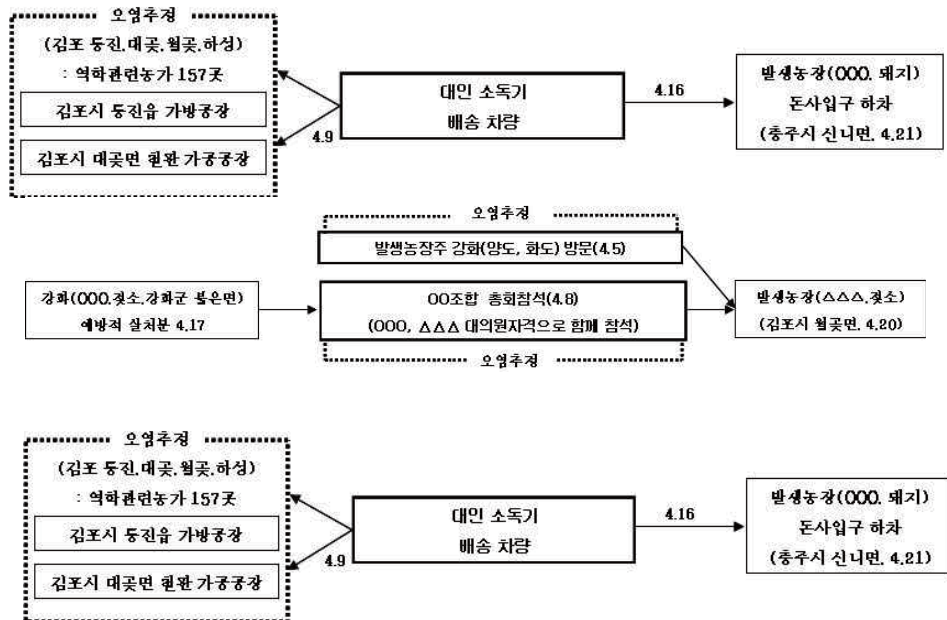 오염추정
(김포 통진.대곶.월곶.하성)
: 역학관련농가 157곳
김포시 통진읍 가방공장
김포시 대곶면 철판 가공공장
4.9
대인 소독기
배송 차량
4.16
발생농장(OOO. 돼지)
돈사입구 하차
(충주시 신니면. 4.21)
오염추정
발생농장주 강화(양도, 화도) 방문(4.5)
강화(OOO.젖소.강화군 불은면)
예방적 살처분 4.17
OO조합 총회참석(4.8)
(OOO, △△△ 대의원자격으로 함께 참석)
오염추정
발생농장(△△△.젖소)
(김포시 월곶면. 4.20)
오염추정
(김포 통진.대곶.월곶.하성)
: 역학관련농가 157곳
김포시 통진읍 가방공장
김포시 대곶면 철판 가공공장
4.9
대인 소독기
배송 차량
4.16
발생농장(OOO. 돼지)
돈사입구 하차
(충주시 신니면. 4.21)